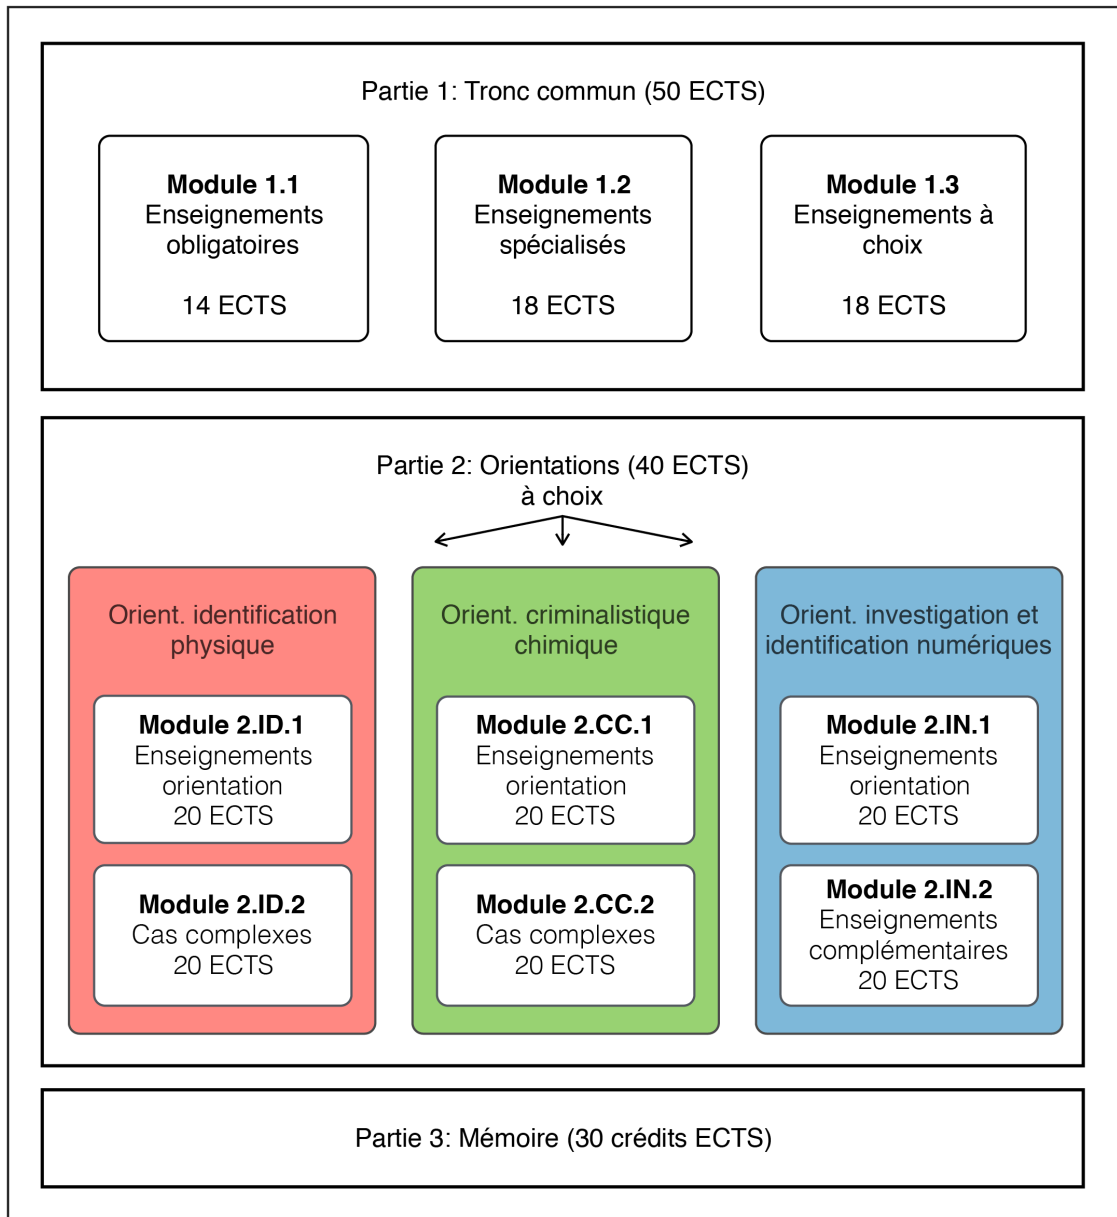 Partie 1: Tronc commun (50 ECTS)
Module 1.1
Enseignements
obligatoires
14 ECTS
Module 1.2
Enseignements
spécialisés
18 ECTS
Module 1.3
Enseignements à
choix
18 ECTS
Partie 2: Orientations (40 ECTS)
à choix
Orient. identification
physique
Module 2.ID.1
Enseignements
orientation
20 ECTS
Module 2.ID.2
Cas complexes
20 ECTS
Orient. criminalistique
chimique
Module 2.CC.1
Enseignements
orientation
20 ECTS
Module 2.CC.2
Cas complexes
20 ECTS
Orient. investigation et
identification numériques
Module 2.IN.1
Enseignements
orientation
20 ECTS
Module 2.IN.2
Enseignements
complémentaires
20 ECTS
Partie 3: Mémoire (30 crédits ECTS)